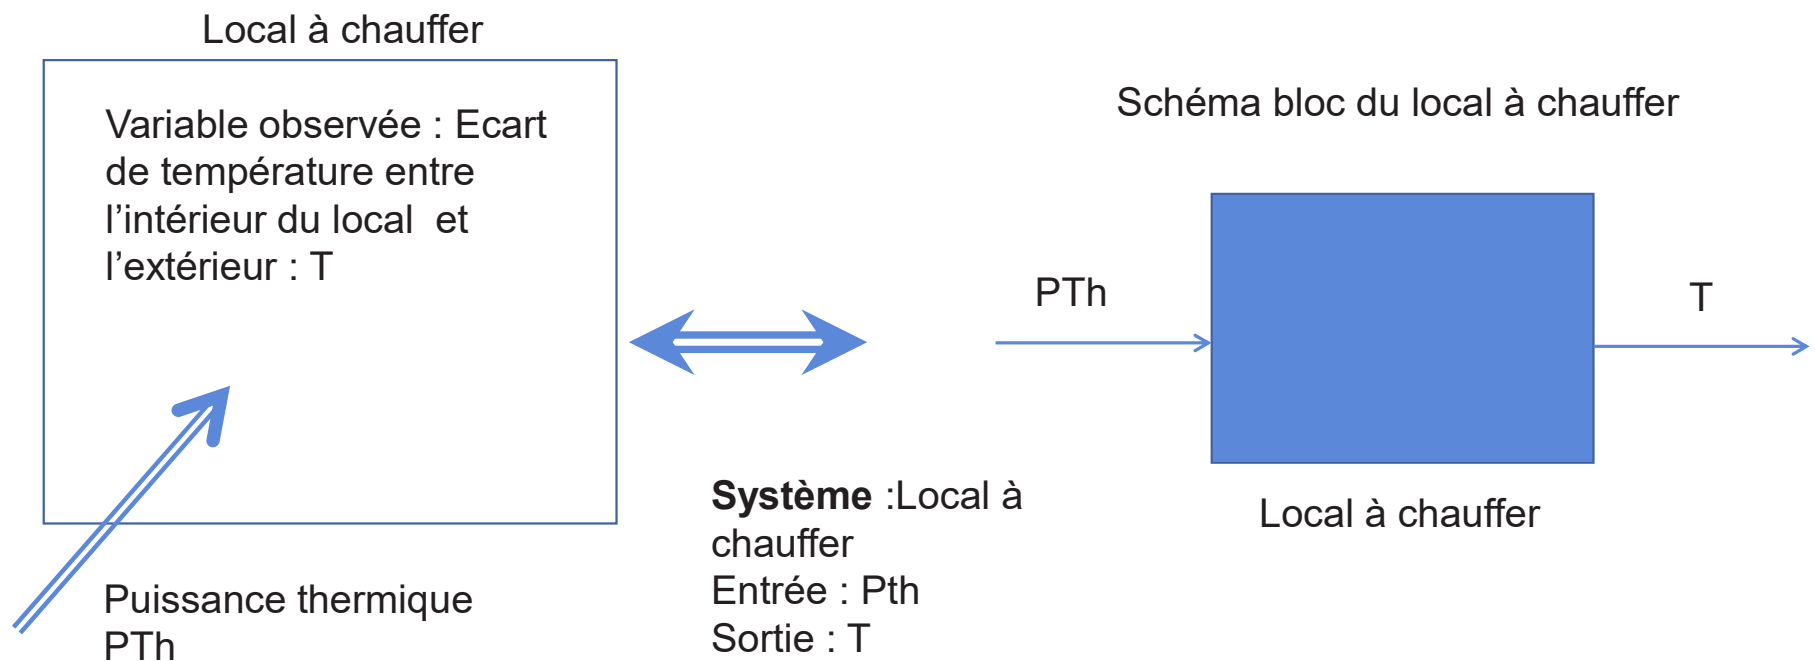 Local à chauffer
Variable observée : Ecart
de température entre
l’intérieur du local et
l’extérieur : T
Puissance thermique
PTh
Système :Local à
chauffer
Entrée : Pth
Sortie : T
Schéma bloc du local à chauffer
PTh
T
Local à chauffer